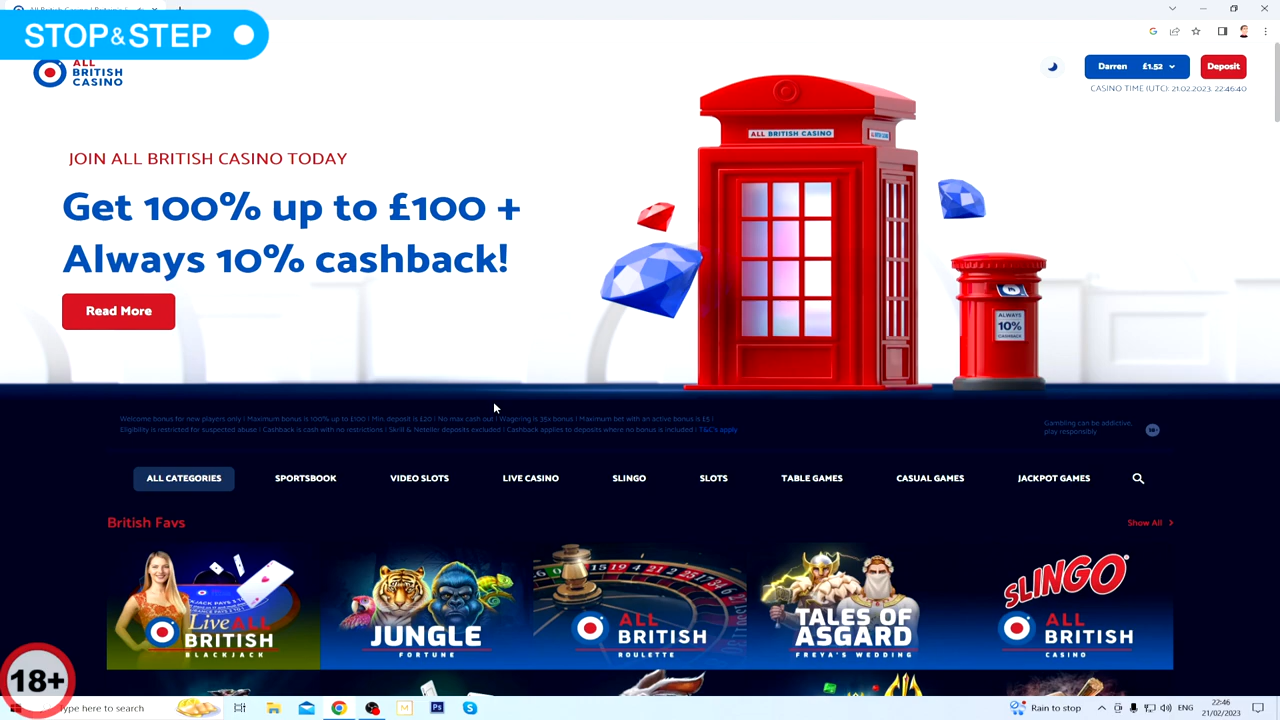 STOP&STEP
ALL
BRITISH
CASINO
Darren £1.52
Deposit
CASINO TIME (UTC): 21.02.2023, 22:46:40
ALL BRITISH CASINO
JOIN ALL BRITISH CASINO TODAY
Get 100% up to £100 +
Always 10% cashback!
Read More
ALWAYS
10%
CASHBACK
Welcome bonus for new players only | Maximum bonus is 100% up to £100 | Min. deposit is £20 | No max cash out | Wagering is 35x bonus | Maximum bet with an active bonus is £5 |
Eligibility is restricted for suspected abuse | Cashback is cash with no restrictions | Skrill & Neteller deposits excluded | Cashback applies to deposits where no bonus is included | T&C's apply
Gambling can be addictive,
play responsibly
18+
ALL CATEGORIES SPORTSBOOK VIDEO SLOTS LIVE CASINO SLINGO SLOTS TABLE GAMES CASUAL GAMES JACKPOT GAMES
British Favs
Show All
Live ALL
BRITISH
BLACKJACK
JUNGLE
FORTUNE
ALL
BRITISH
ROULETTE
TALES OF
ASGARD
FREYA'S WEDDING
SLINGO
ALL
BRITISH
CASINO
18+
Type here to search
Rain to stop
ENG
22:46
21/02/2023